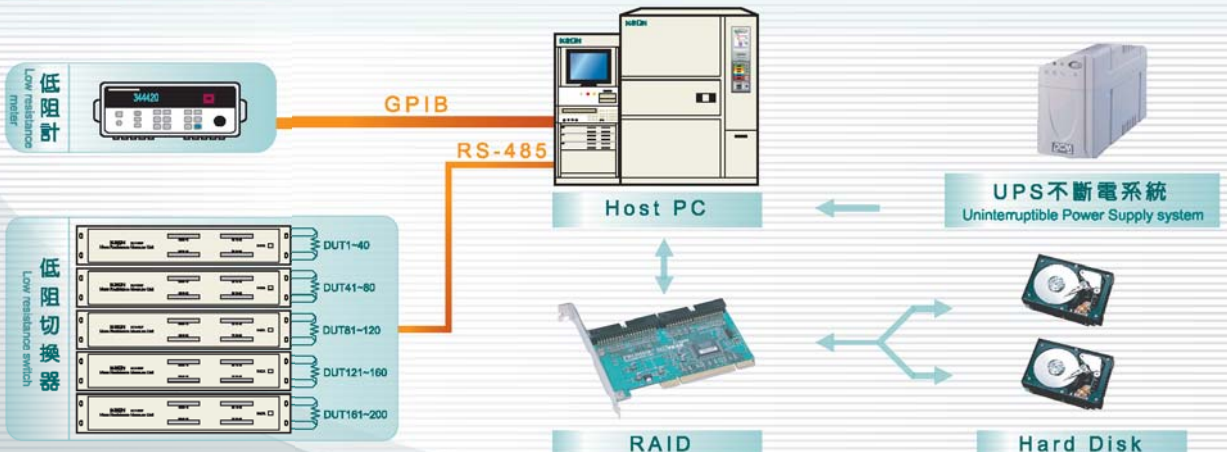 低阻計
Low resistance meter
344420
GPIB
RS-485
Host PC
UPS不斷電系統
Uninterruptible Power Supply system
低阻切換器
Low resistance switch
DUT1~40
DUT41~80
DUT81~120
DUT121~160
DUT161~200
RAID
Hard Disk